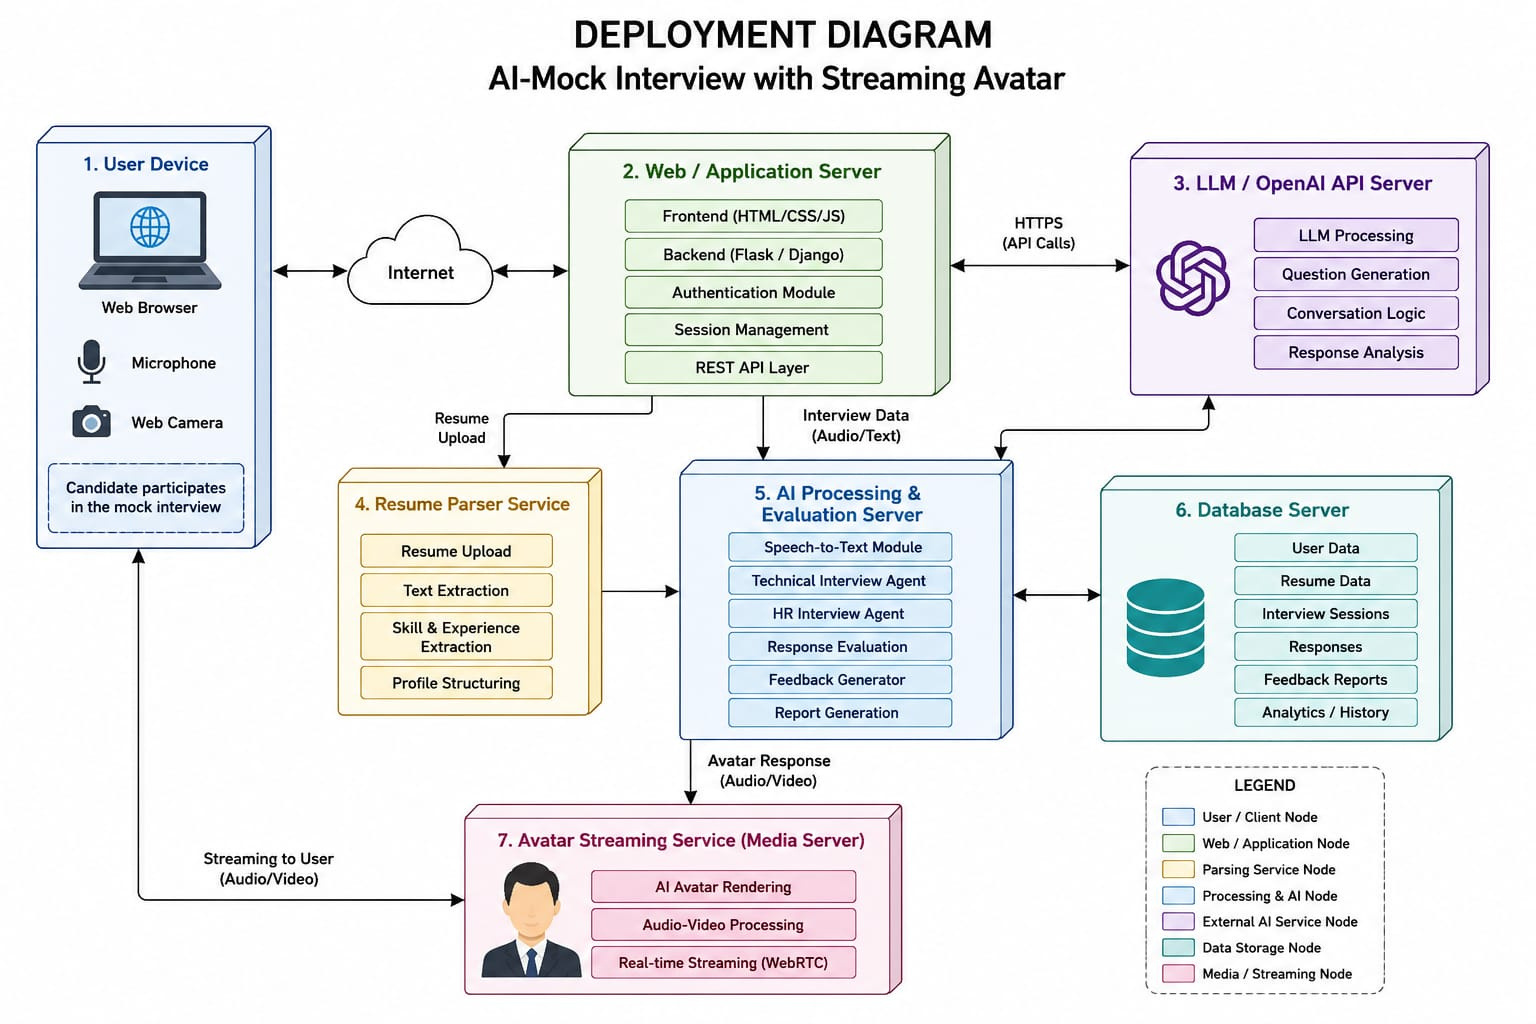 DEPLOYMENT DIAGRAM
AI-Mock Interview with Streaming Avatar
1. User Device
Web Browser
Microphone
Web Camera
Candidate participates
in the mock interview
Internet
2. Web / Application Server
Frontend (HTML/CSS/JS)
Backend (Flask / Django)
Authentication Module
Session Management
REST API Layer
HTTPS
(API Calls)
3. LLM / OpenAI API Server
LLM Processing
Question Generation
Conversation Logic
Response Analysis
Resume
Upload
Interview Data
(Audio/Text)
4. Resume Parser Service
Resume Upload
Text Extraction
Skill & Experience
Extraction
Profile Structuring
5. AI Processing &
Evaluation Server
Speech-to-Text Module
Technical Interview Agent
HR Interview Agent
Response Evaluation
Feedback Generator
Report Generation
6. Database Server
User Data
Resume Data
Interview Sessions
Responses
Feedback Reports
Analytics / History
Avatar Response
(Audio/Video)
Streaming to User
(Audio/Video)
7. Avatar Streaming Service (Media Server)
AI Avatar Rendering
Audio-Video Processing
Real-time Streaming (WebRTC)
LEGEND
User / Client Node
Web / Application Node
Parsing Service Node
Processing & AI Node
External AI Service Node
Data Storage Node
Media / Streaming Node